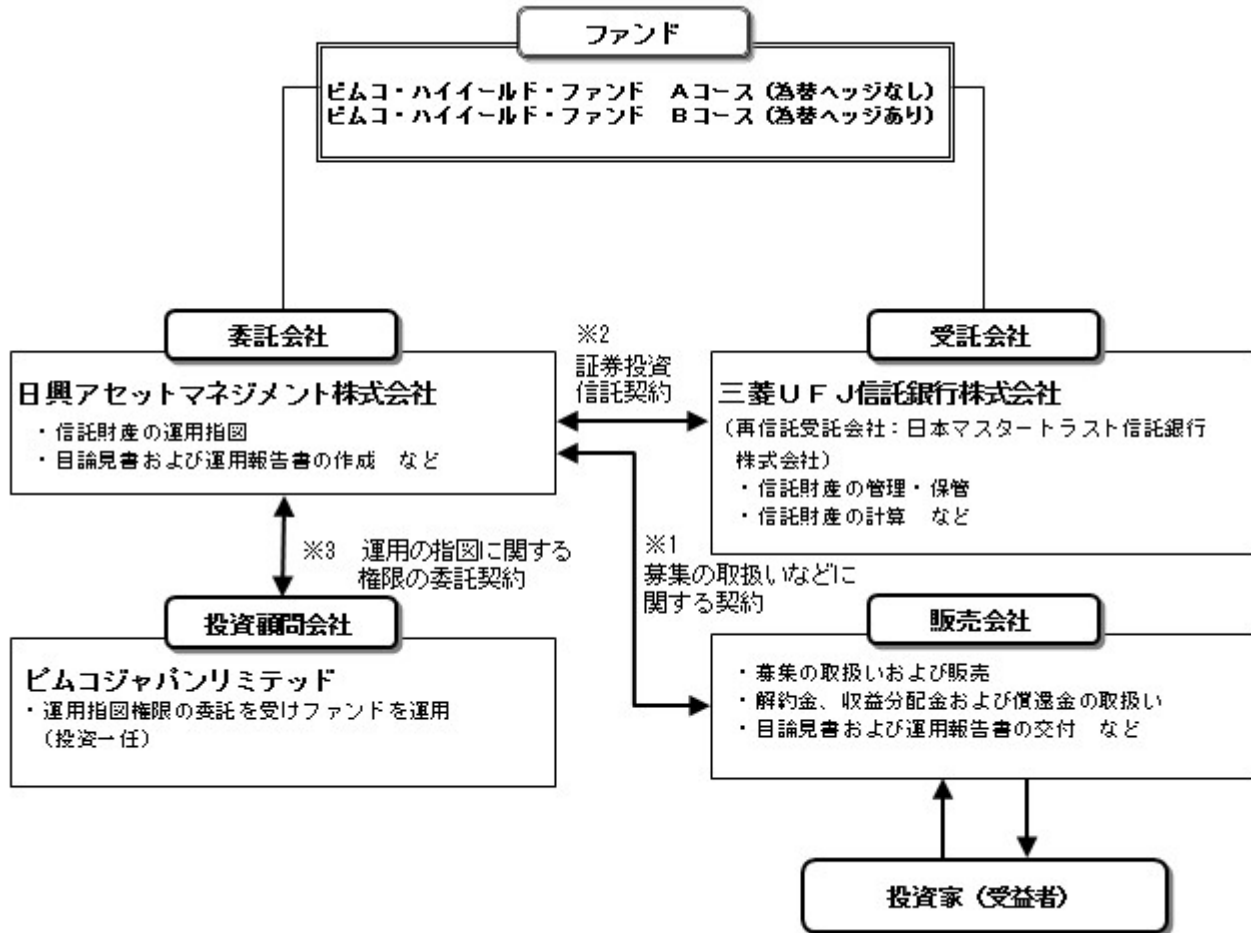 ファンド
ピムコ・ハイイールド・ファンド　Ａコース（為替ヘッジなし）
ピムコ・ハイイールド・ファンド　Ｂコース（為替ヘッジあり）
委託会社
日興アセットマネジメント株式会社
・信託財産の運用指図
・目論見書および運用報告書の作成　など
※2
証券投資
信託契約
受託会社
三菱ＵＦＪ信託銀行株式会社
（再信託受託会社：日本マスタートラスト信託銀行
株式会社）
・信託財産の管理・保管
・信託財産の計算　など
※3　運用の指図に関する
権限の委託契約
※1
募集の取扱いなどに
関する契約
投資顧問会社
ピムコジャパンリミテッド
・運用指図権限の委託を受けファンドを運用
（投資一任）
販売会社
・募集の取扱いおよび販売
・解約金、収益分配金および償還金の取扱い
・目論見書および運用報告書の交付　など
投資家（受益者）